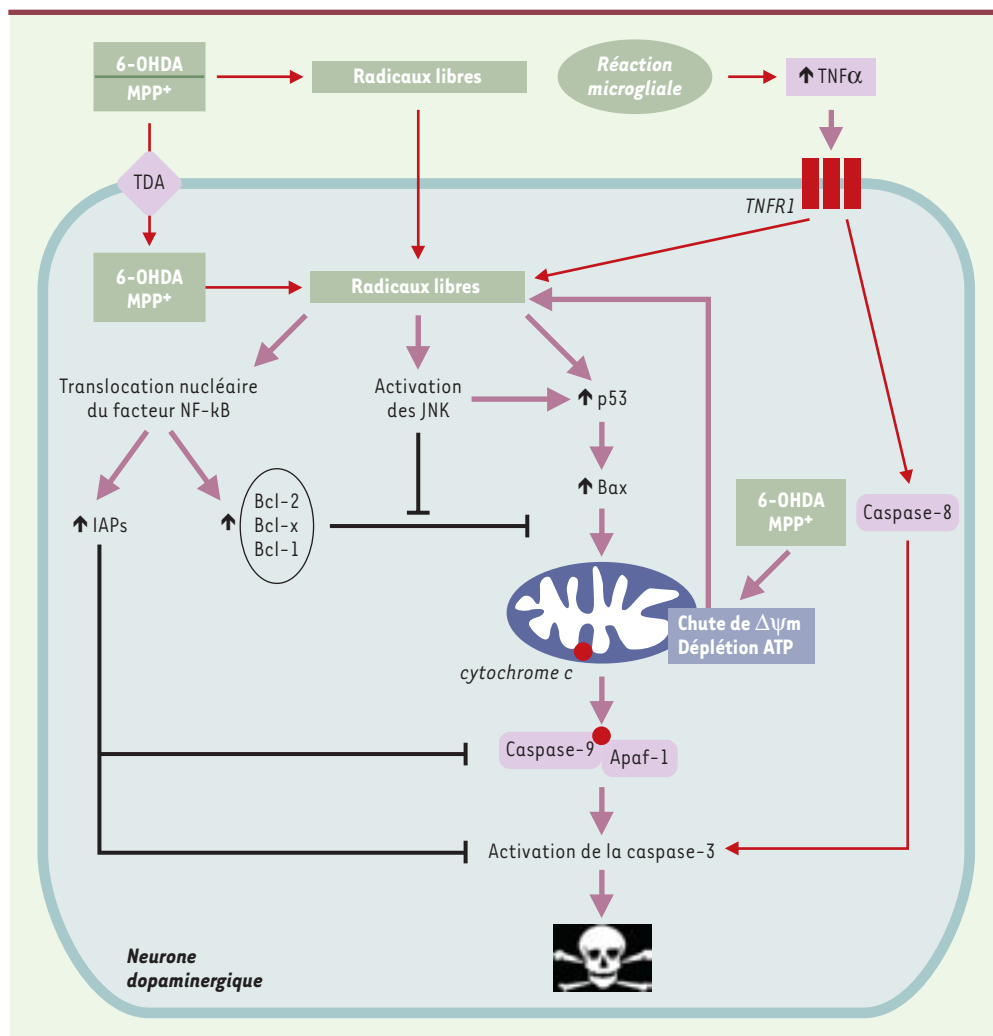 6-OHDA
MPP+
Radicaux libres
Réaction
microgliale
↑ TNFα
TDA
TNFR1
6-OHDA
MPP+
Radicaux libres
Translocation nucléaire
du facteur NF-kB
Activation
des JNK
↑ p53
↑ IAPs
↑ Bcl-2
Bcl-x
Bcl-1
↑ Bax
6-OHDA
MPP+
Caspase-8
Chute de Δψm
Déplétion ATP
cytochrome c
Caspase-9
Apaf-1
Activation de la caspase-3
Neurone
dopaminergique